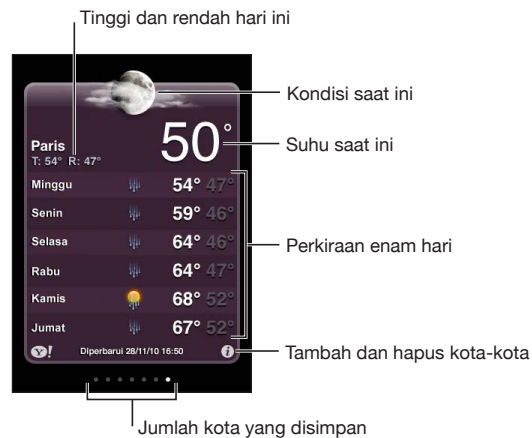 Tinggi dan rendah hari ini
Kondisi saat ini
Paris
T: 54° R: 47°
50°
Suhu saat ini
Minggu 54° 47°
Senin 59° 46°
Selasa 64° 46°
Perkiraan enam hari
Rabu 64° 47°
Kamis 68° 52°
Jumat 67° 52°
Y! Diperbarui 28/11/10 16:50 i
Tambah dan hapus kota-kota
Jumlah kota yang disimpan